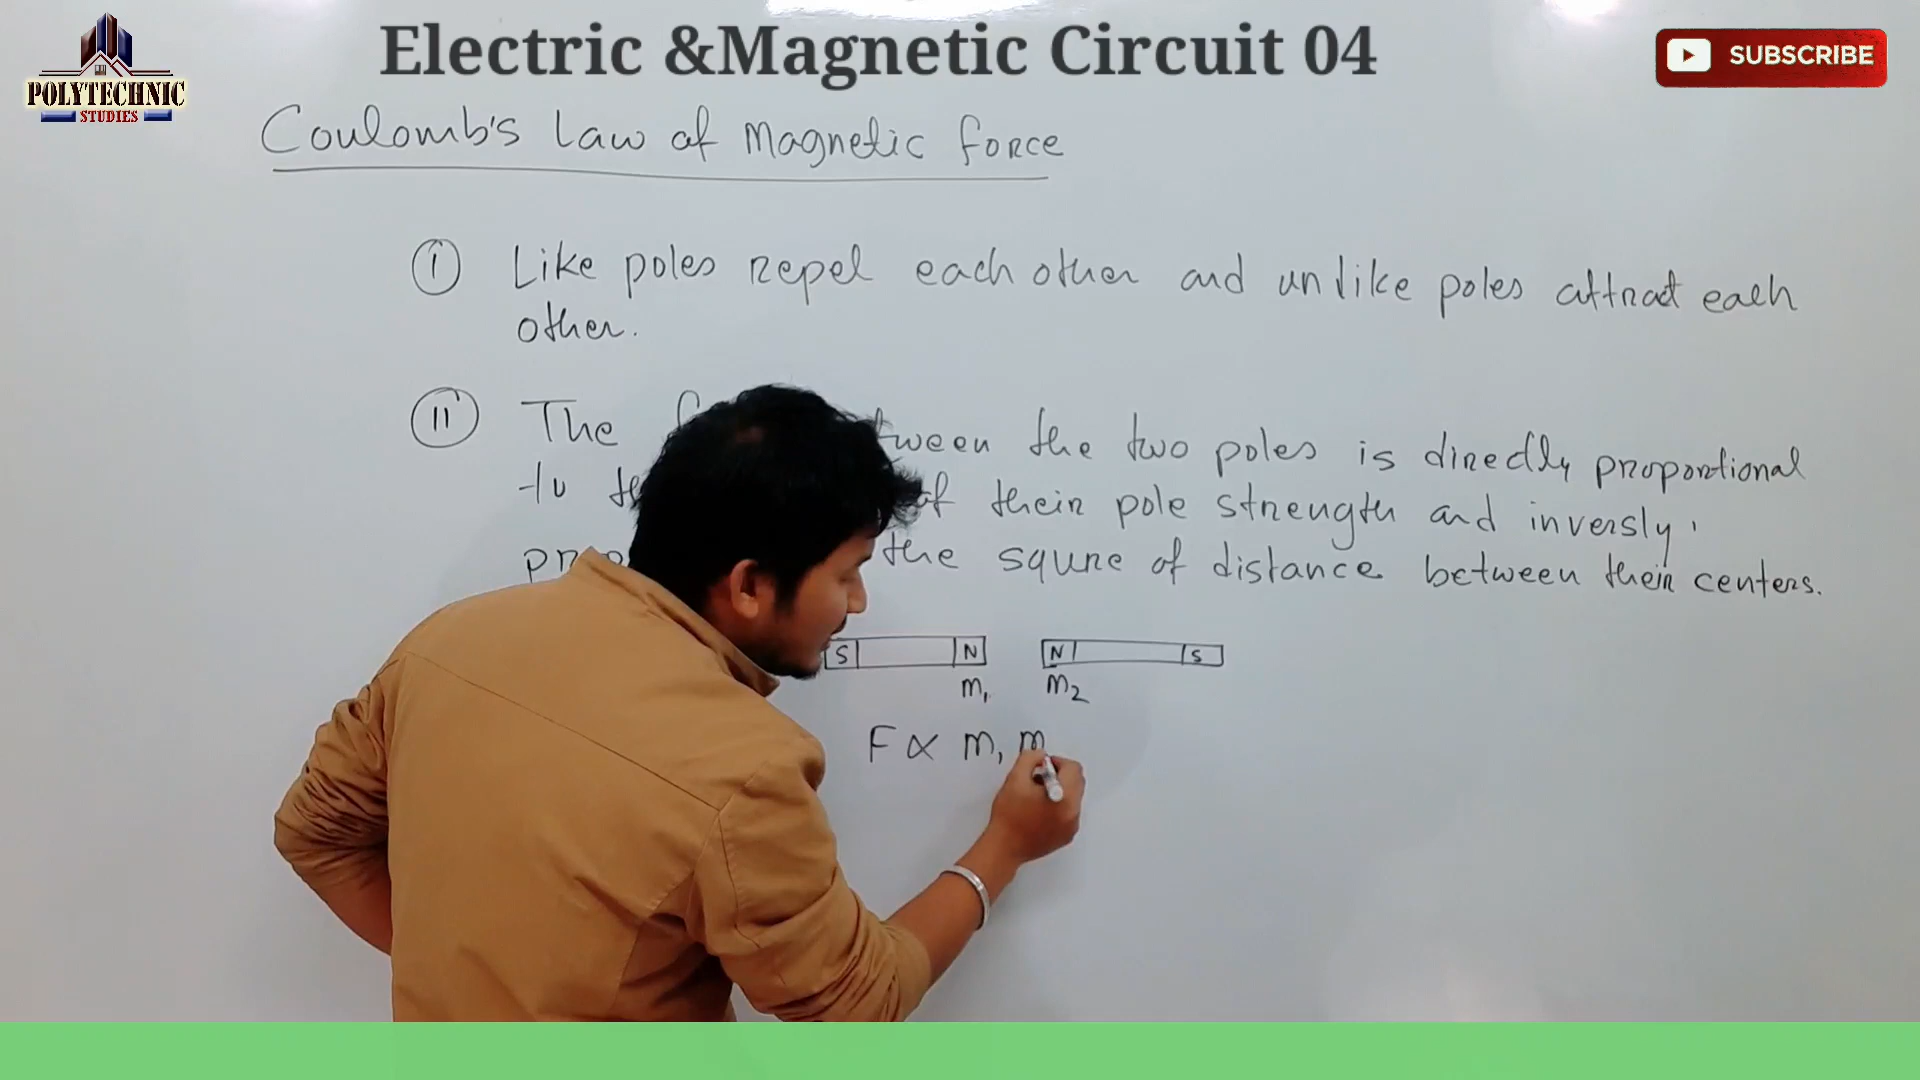 Electric &Magnetic Circuit 04
POLYTECHNIC
STUDIES
SUBSCRIBE
Coulomb's Law of Magnetic force
I Like poles repel each other and unlike poles attract each
other.
II The between the two poles is directly proportional
to of their pole strength and inversly
the squre of distance between their centers.
S N N S
m1 m2
F ∝ m1 m